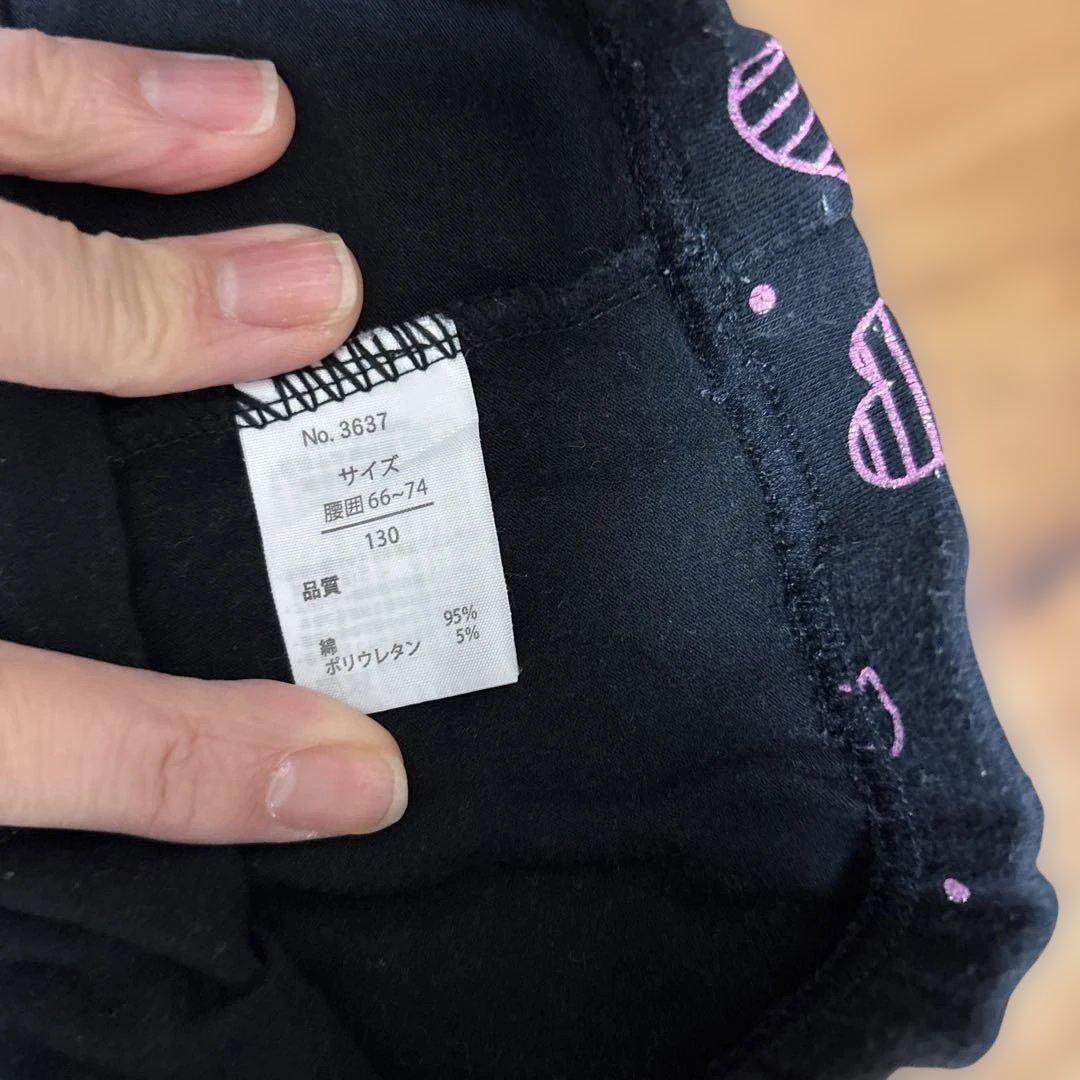 No. 3637
サイズ
腰囲 66~74
130
品質
綿 95%
ポリウレタン 5%